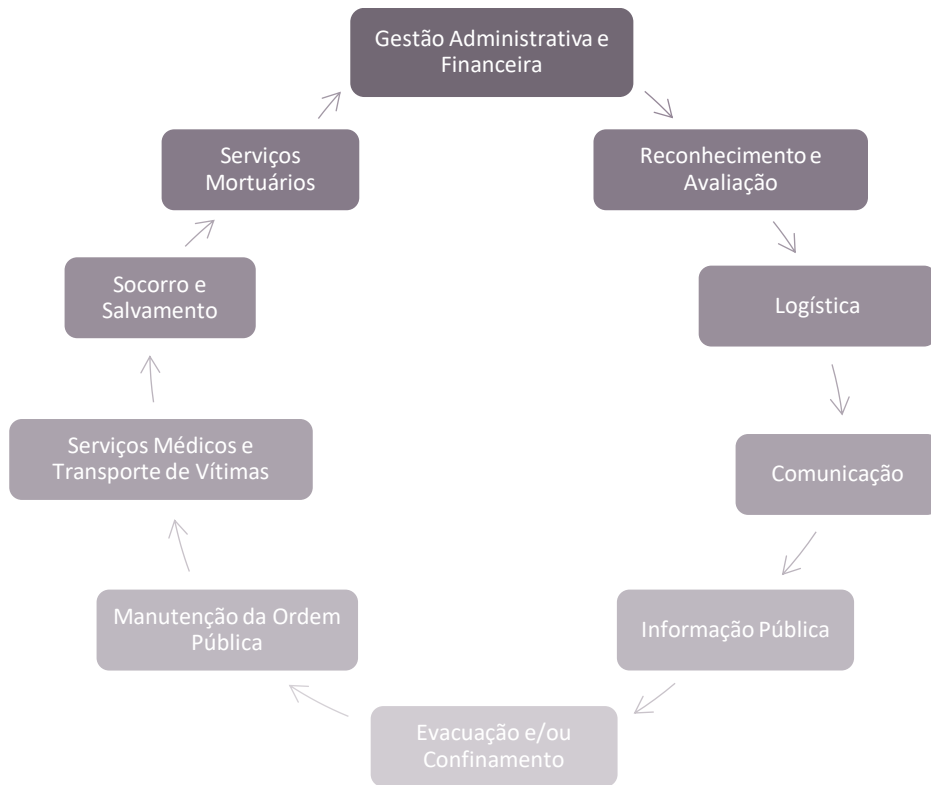 Gestão Administrativa e
Financeira
Reconhecimento e
Avaliação
Logística
Comunicação
Informação Pública
Evacuação e/ou
Confinamento
Manutenção da Ordem
Pública
Serviços Médicos e
Transporte de Vítimas
Socorro e
Salvamento
Serviços
Mortuários